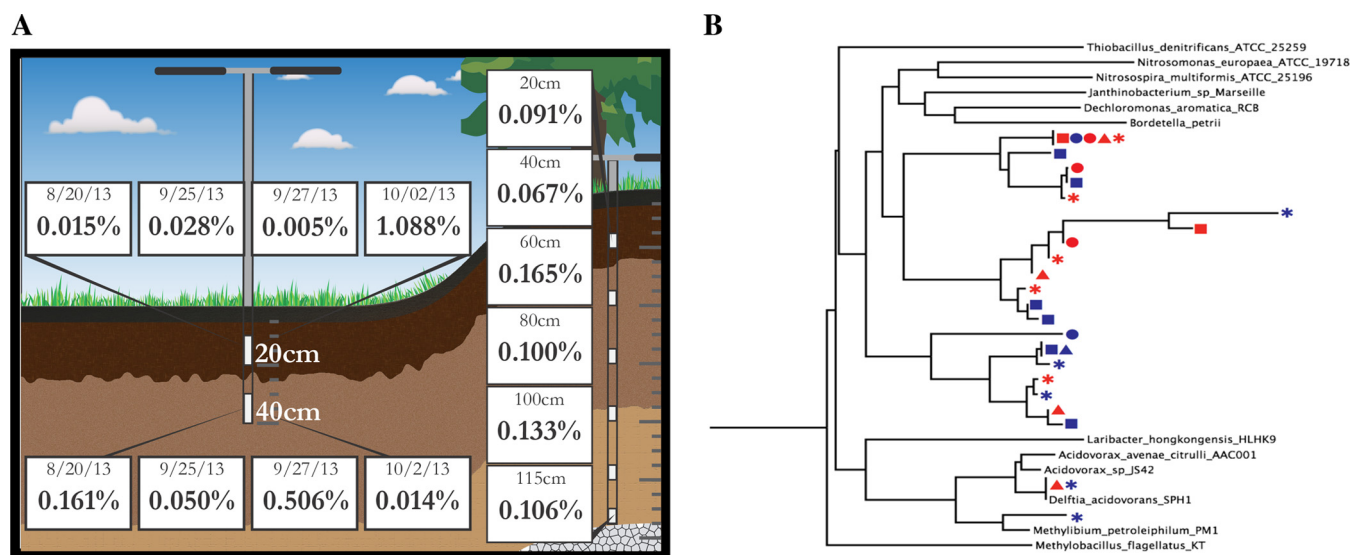 A
8/20/13
0.015%
9/25/13
0.028%
9/27/13
0.005%
10/02/13
1.088%
20cm
40cm
8/20/13
0.161%
9/25/13
0.050%
9/27/13
0.506%
10/2/13
0.014%
20cm
0.091%
40cm
0.067%
60cm
0.165%
80cm
0.100%
100cm
0.133%
115cm
0.106%
B
Thiobacillus_denitrificans_ATCC_25259
Nitrosomonas_europaea_ATCC_19718
Nitrosospira_multiformis_ATCC_25196
Janthinobacterium_sp_Marseille
Dechloromonas_aromatica_RCB
Bordetella_petrii
Laribacter_hongkongensis_HLHK9
Acidovorax_avenae_citrulli_AAC001
Acidovorax_sp_JS42
Delftia_acidovorans_SPH1
Methylibium_petroleiphilum_PM1
Methylobacillus_flagellatus_KT